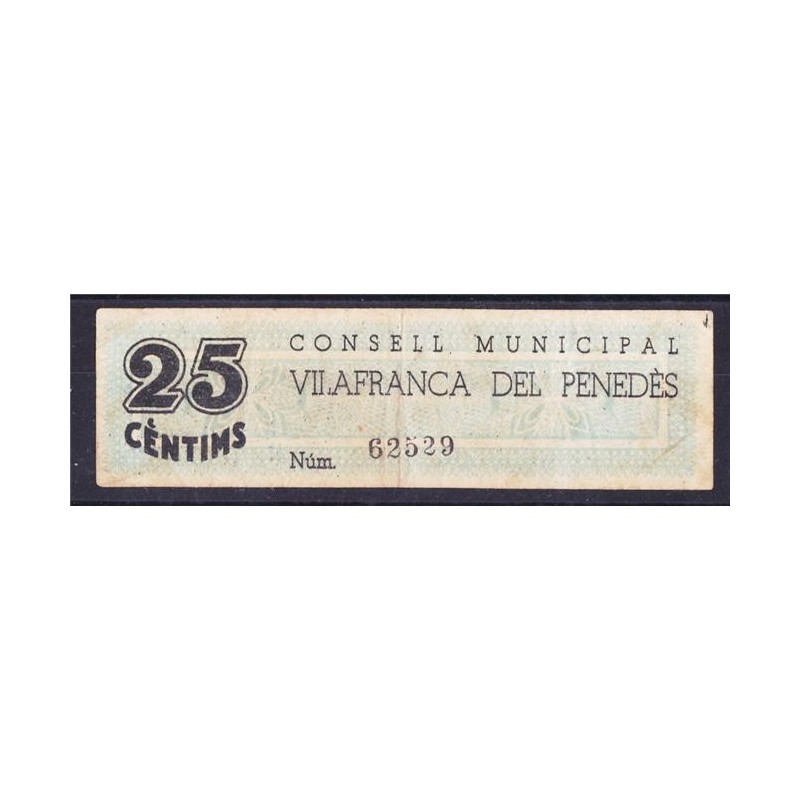 25
CÈNTIMS
CONSELL MUNICIPAL
VILAFRANCA DEL PENEDÈS
Núm. 62529